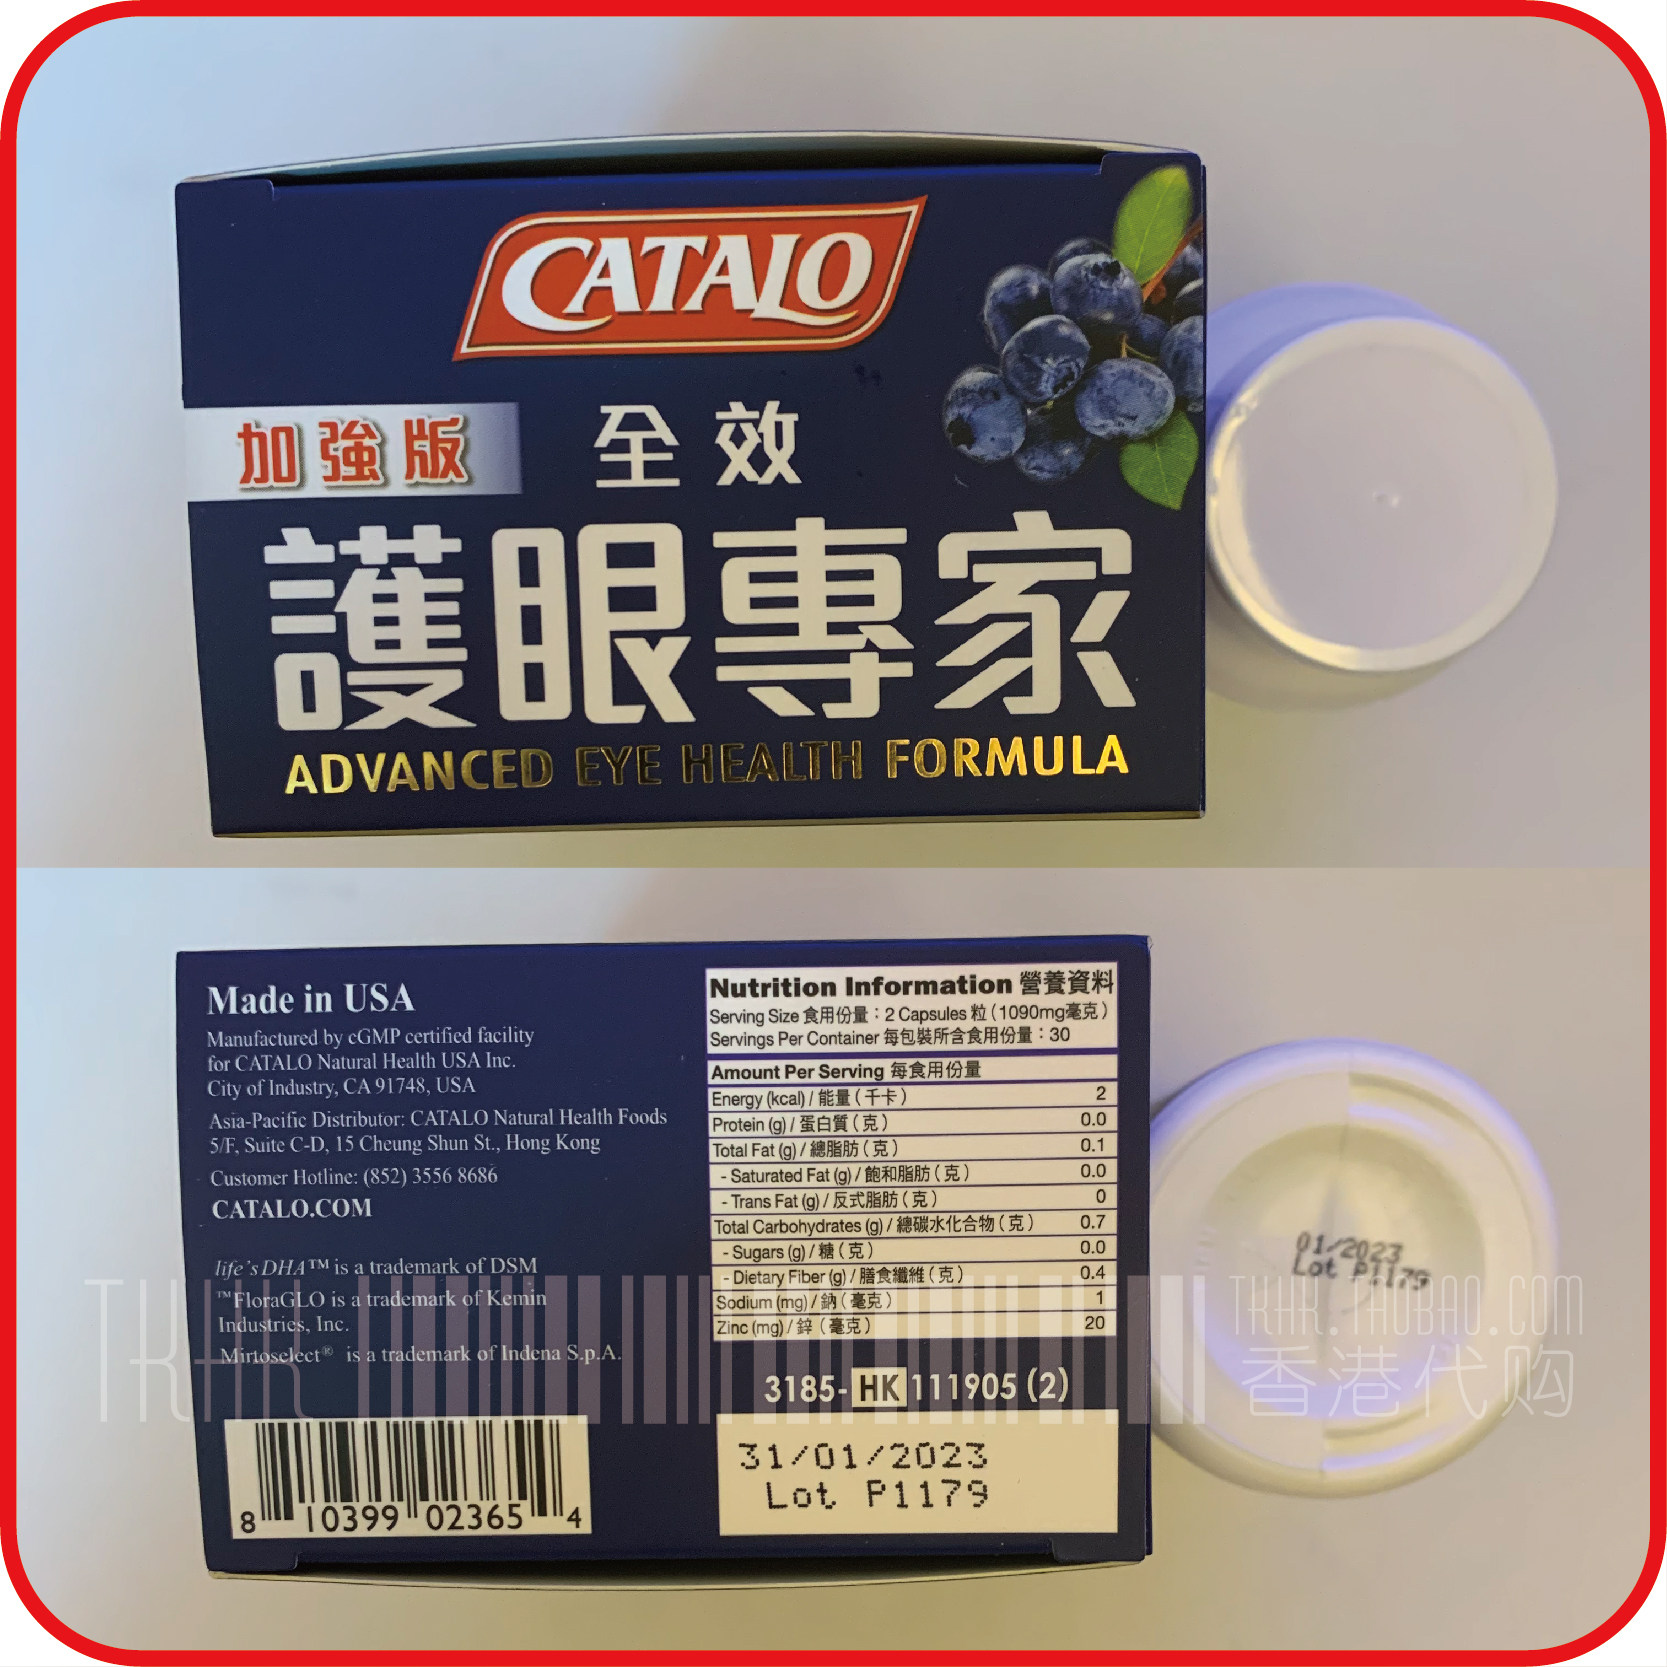 CATALO
加強版
全效
護眼專家
ADVANCED EYE HEALTH FORMULA
Made in USA
Manufactured by cGMP certified facility
for CATALO Natural Health USA Inc.
City of Industry, CA 91748, USA
Asia-Pacific Distributor: CATALO Natural Health Foods
5/F, Suite C-D, 15 Cheung Shun St., Hong Kong
Customer Hotline: (852) 3556 8686
CATALO.COM
life'sDHA™ is a trademark of DSM
™FloraGLO is a trademark of Kemin
Industries, Inc.
Mirtoselect® is a trademark of Indena S.p.A.
8 10399 02365 4
Nutrition Information 營養資料
Serving Size 食用份量：2 Capsules 粒（1090mg毫克）
Servings Per Container 每包裝所含食用份量：30
Amount Per Serving 每食用份量
Energy (kcal) / 能量（千卡） 2
Protein (g) / 蛋白質（克） 0.0
Total Fat (g) / 總脂肪（克） 0.1
- Saturated Fat (g) / 飽和脂肪（克） 0.0
- Trans Fat (g) / 反式脂肪（克） 0
Total Carbohydrates (g) / 總碳水化合物（克） 0.7
- Sugars (g) / 糖（克） 0.0
- Dietary Fiber (g) / 膳食纖維（克） 0.4
Sodium (mg) / 鈉（毫克） 1
Zinc (mg) / 鋅（毫克） 20
3185-HK111905 (2)
31/01/2023
Lot P1179
01/2023
Lot P1179
TKHK
TKHK.TAOBAO.COM
香港代购